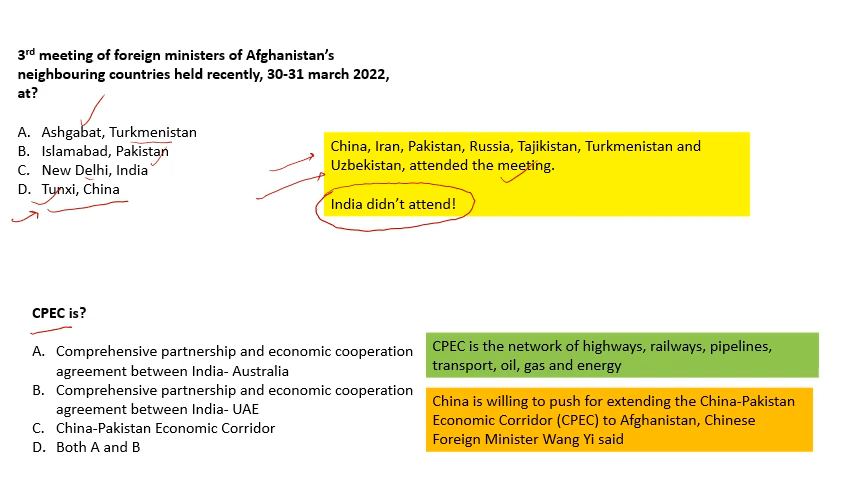 3rd meeting of foreign ministers of Afghanistan's
neighbouring countries held recently, 30-31 march 2022,
at?
A. Ashgabat, Turkmenistan
B. Islamabad, Pakistan
C. New Delhi, India
D. Tunxi, China
China, Iran, Pakistan, Russia, Tajikistan, Turkmenistan and
Uzbekistan, attended the meeting.
India didn't attend!
CPEC is?
A. Comprehensive partnership and economic cooperation
agreement between India- Australia
B. Comprehensive partnership and economic cooperation
agreement between India- UAE
C. China-Pakistan Economic Corridor
D. Both A and B
CPEC is the network of highways, railways, pipelines,
transport, oil, gas and energy
China is willing to push for extending the China-Pakistan
Economic Corridor (CPEC) to Afghanistan, Chinese
Foreign Minister Wang Yi said